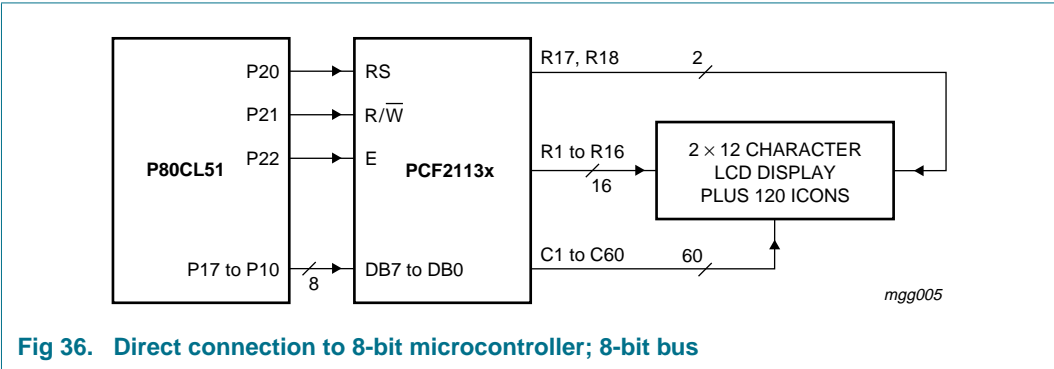 R17, R18 2
P20 RS
P21 R/W̅
R1 to R16 2 × 12 CHARACTER
P22 E
P80CL51 PCF2113x LCD DISPLAY
16 PLUS 120 ICONS
C1 to C60 60
P17 to P10 8 DB7 to DB0
mgg005
Fig 36. Direct connection to 8-bit microcontroller; 8-bit bus